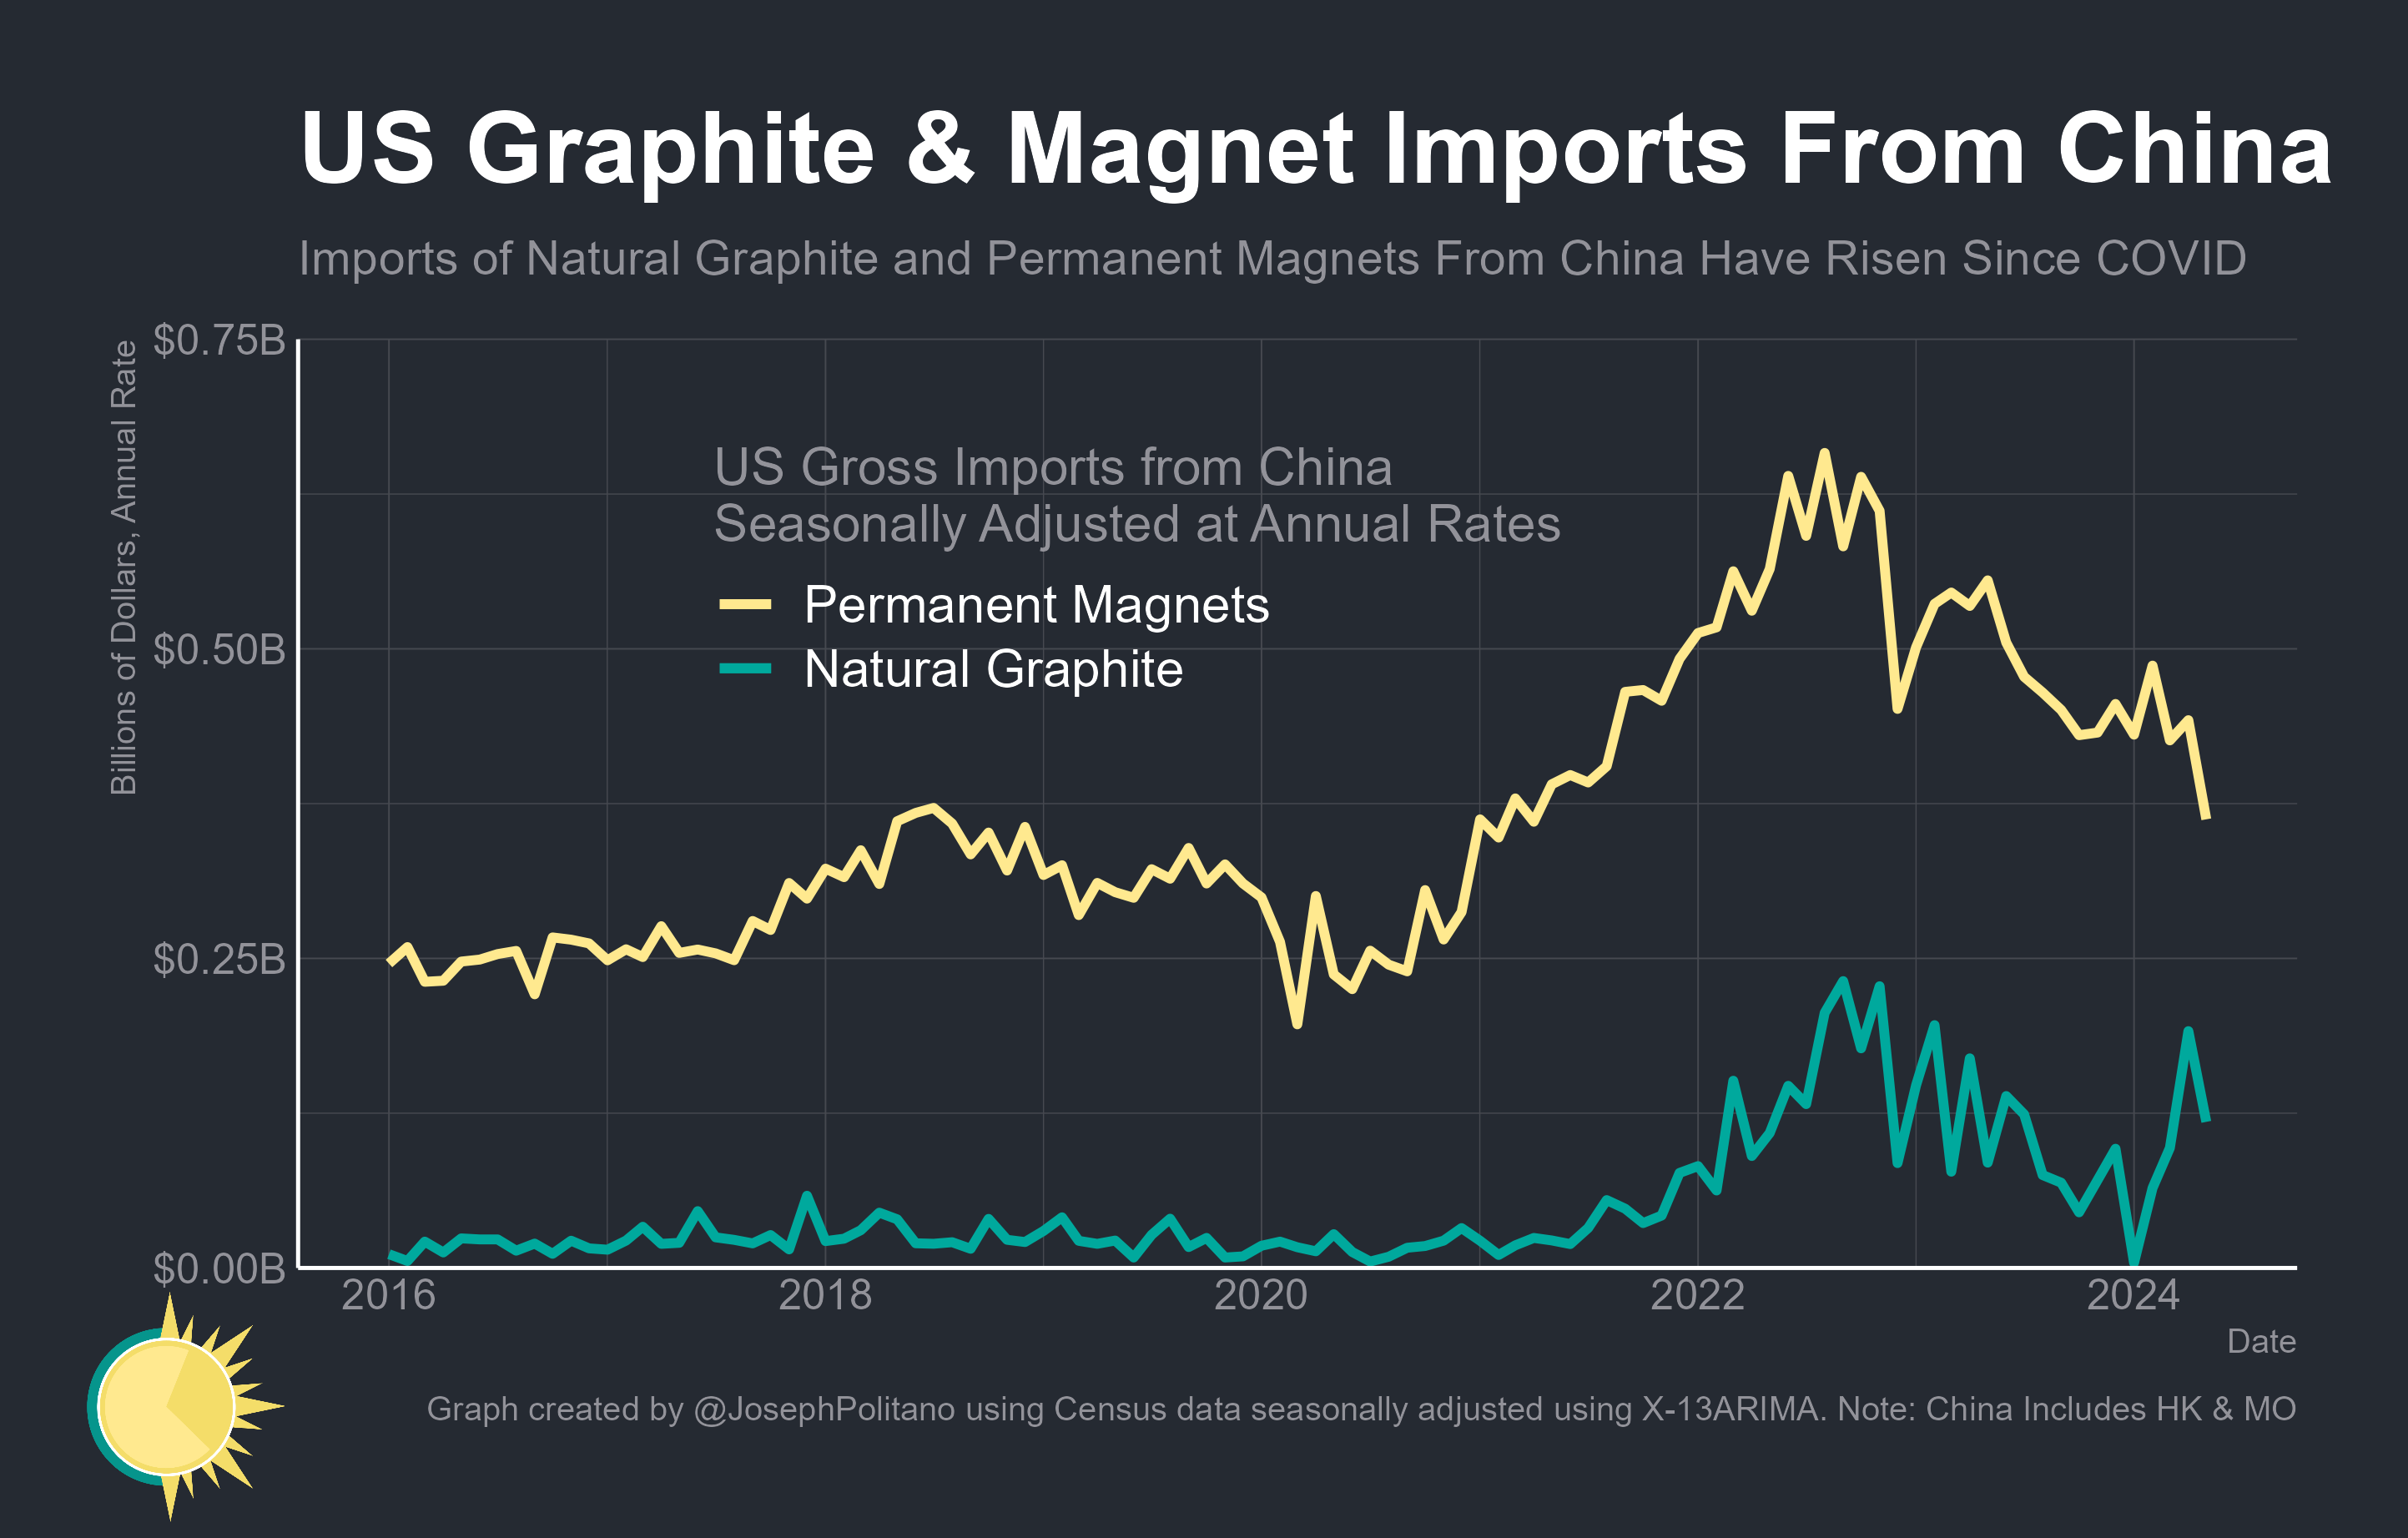 US Graphite & Magnet Imports From China
Imports of Natural Graphite and Permanent Magnets From China Have Risen Since COVID
Billions of Dollars, Annual Rate
$0.75B
$0.50B
$0.25B
$0.00B
US Gross Imports from China
Seasonally Adjusted at Annual Rates
Permanent Magnets
Natural Graphite
2016
2018
2020
2022
2024
Date
Graph created by @JosephPolitano using Census data seasonally adjusted using X-13ARIMA. Note: China Includes HK & MO